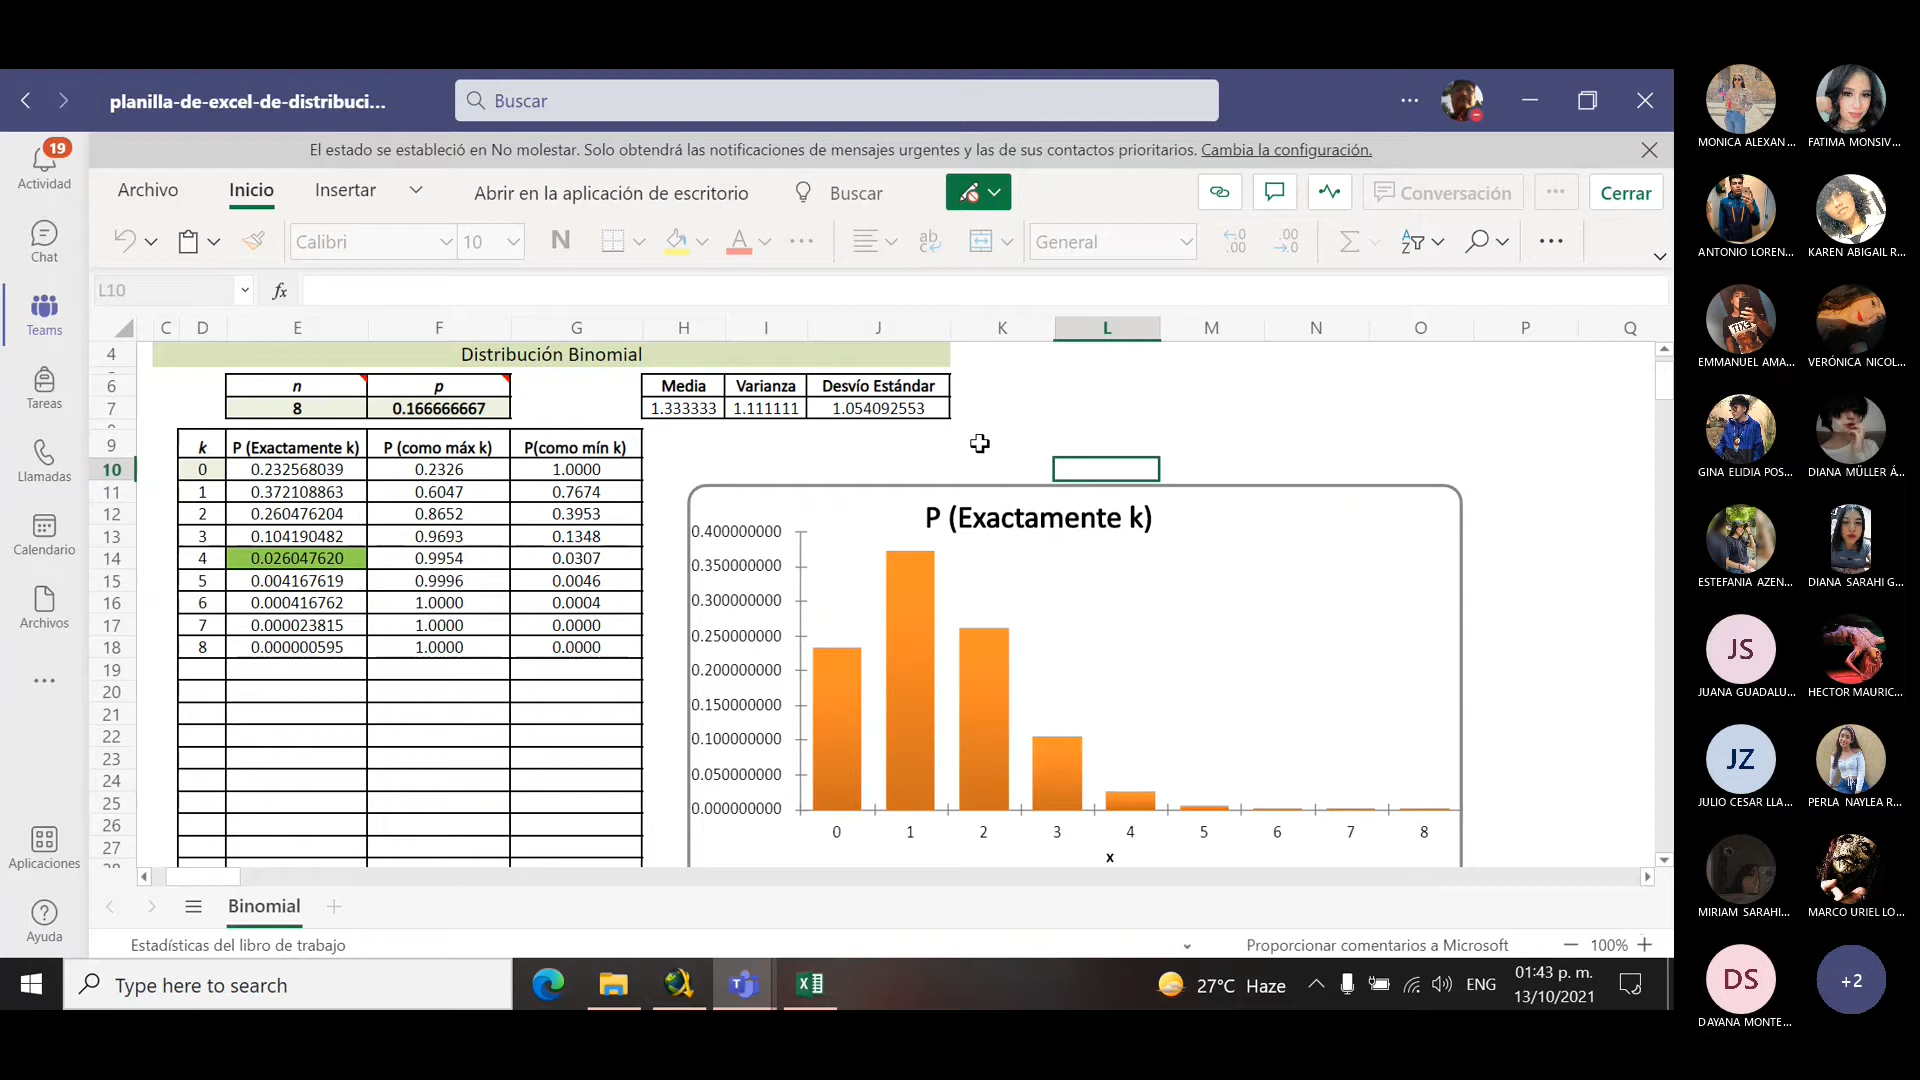 planilla-de-excel-de-distribuci...
Buscar
El estado se estableció en No molestar. Solo obtendrá las notificaciones de mensajes urgentes y las de sus contactos prioritarios. Cambia la configuración.
19
Actividad
Chat
Teams
Tareas
Llamadas
Calendario
Archivos
Aplicaciones
Ayuda
Archivo Inicio Insertar Abrir en la aplicación de escritorio Buscar Conversación Cerrar
Calibri 10 N General
L10 fx
C D E F G H I J K L M N O P Q
4 Distribución Binomial
6 n p Media Varianza Desvío Estándar
7 8 0.166666667 1.333333 1.111111 1.054092553
9 k P (Exactamente k) P (como máx k) P(como mín k)
10 0 0.232568039 0.2326 1.0000
11 1 0.372108863 0.6047 0.7674
12 2 0.260476204 0.8652 0.3953
13 3 0.104190482 0.9693 0.1348
14 4 0.026047620 0.9954 0.0307
15 5 0.004167619 0.9996 0.0046
16 6 0.000416762 1.0000 0.0004
17 7 0.000023815 1.0000 0.0000
18 8 0.000000595 1.0000 0.0000
19
20
21
22
23
24
25
26
27
P (Exactamente k)
0.400000000
0.350000000
0.300000000
0.250000000
0.200000000
0.150000000
0.100000000
0.050000000
0.000000000
0 1 2 3 4 5 6 7 8
x
Binomial
Estadísticas del libro de trabajo Proporcionar comentarios a Microsoft 100%
Type here to search 27°C Haze ENG 01:43 p. m.
13/10/2021
MONICA ALEXAN... FATIMA MONSIV...
ANTONIO LOREN... KAREN ABIGAIL R...
EMMANUEL AMA... VERÓNICA NICOL...
GINA ELIDIA POS... DIANA MÜLLER Á...
ESTEFANIA AZEN... DIANA SARAHI G...
JS
JUANA GUADALU... HECTOR MAURIC...
JZ
JULIO CESAR LLA... PERLA NAYLEA R...
MIRIAM SARAHI... MARCO URIEL LO...
DS +2
DAYANA MONTE...